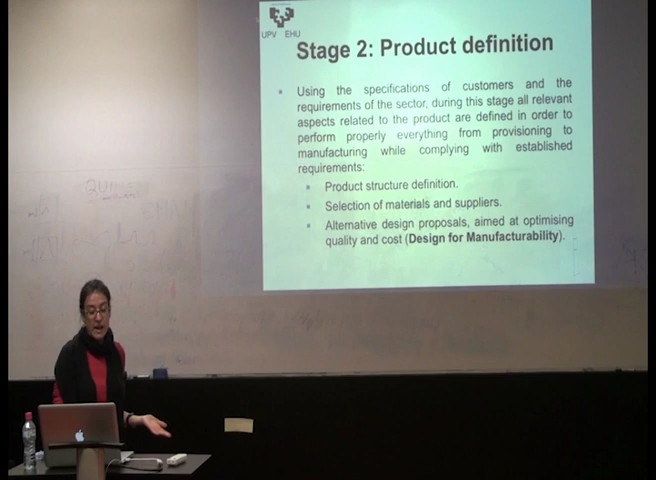 UPV EHU
Stage 2: Product definition
Using the specifications of customers and the
requirements of the sector, during this stage all relevant
aspects related to the product are defined in order to
perform properly everything from provisioning to
manufacturing while complying with established
requirements:
Product structure definition.
Selection of materials and suppliers.
Alternative design proposals, aimed at optimising
quality and cost (Design for Manufacturability).